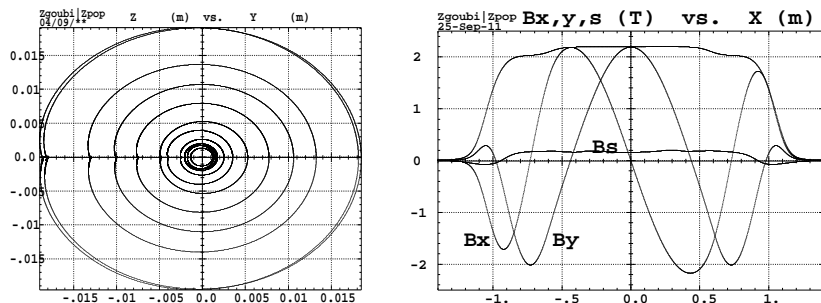 Zgoubi|Zpop
04/09/**
Z (m) vs. Y (m)
0.015
0.01
0.005
0.0
-.005
-.01
-.015
-.015 -.01 -.005 0.0 0.005 0.01 0.015
Zgoubi|Zpop
25-Sep-11
Bx,y,s (T) vs. X (m)
2
1
0
-1
-2
Bs
Bx
By
-1. -.5 0.0 0.5 1.